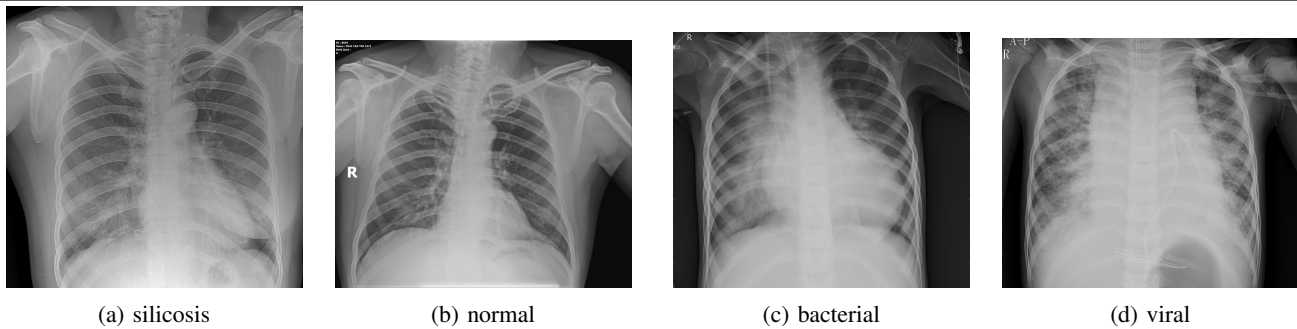 R
R
A-P
R
(a) silicosis
(b) normal
(c) bacterial
(d) viral